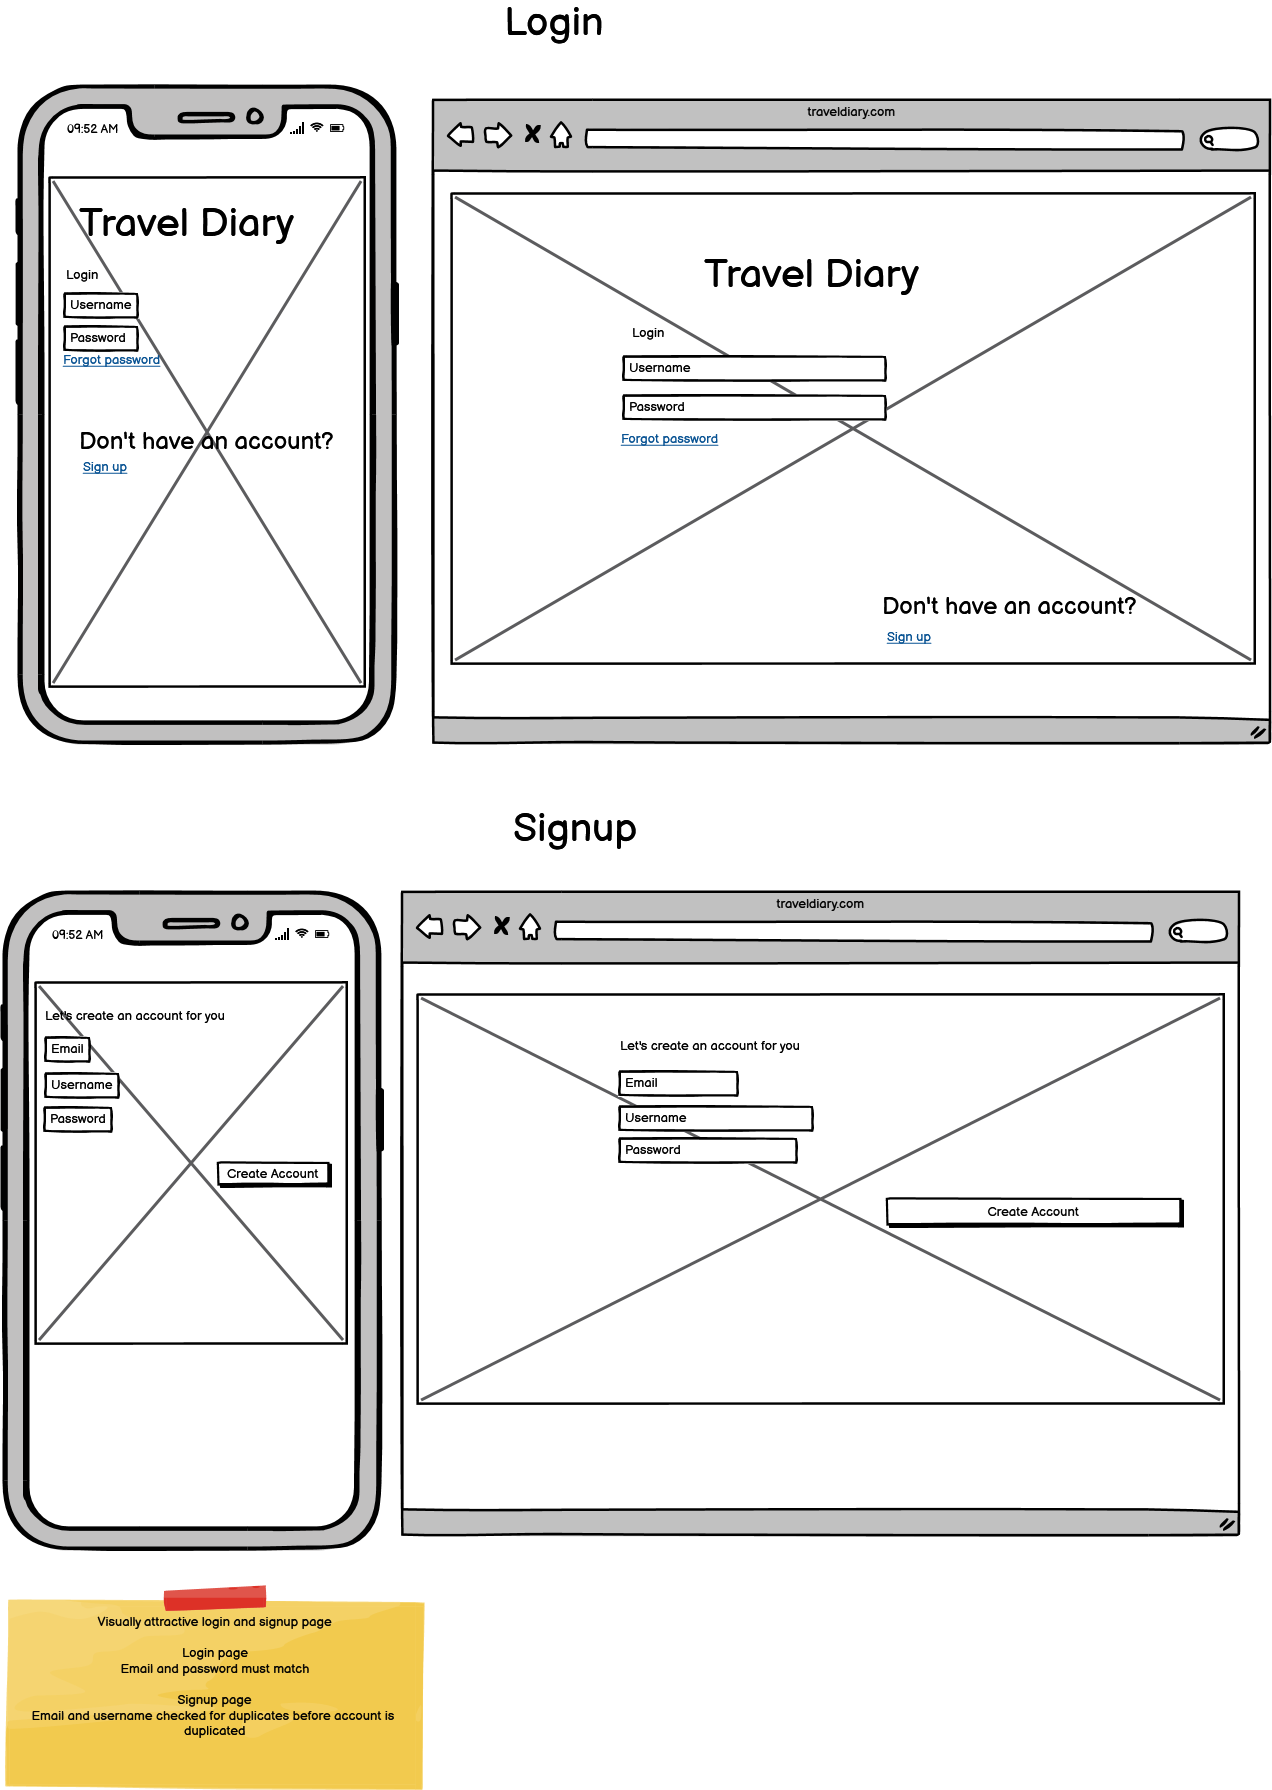 Login
09:52 AM
Travel Diary
Login
Username
Password
Forgot password
Don't have an account?
Sign up
traveldiary.com
Travel Diary
Login
Username
Password
Forgot password
Don't have an account?
Sign up
Signup
09:52 AM
Let's create an account for you
Email
Username
Password
Create Account
traveldiary.com
Let's create an account for you
Email
Username
Password
Create Account
Visually attractive login and signup page
Login page
Email and password must match
Signup page
Email and username checked for duplicates before account is
duplicated